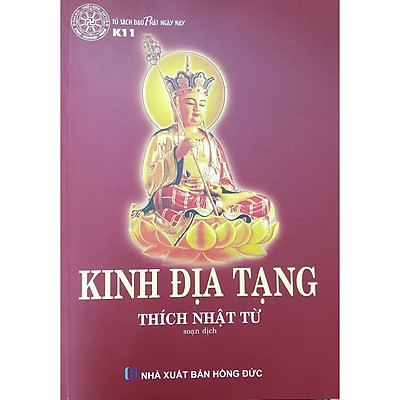 TỦ SÁCH ĐẠO PHẬT NGÀY NAY
K11
KINH ĐỊA TẠNG
THÍCH NHẬT TỪ
soạn dịch
NHÀ XUẤT BẢN HỒNG ĐỨC